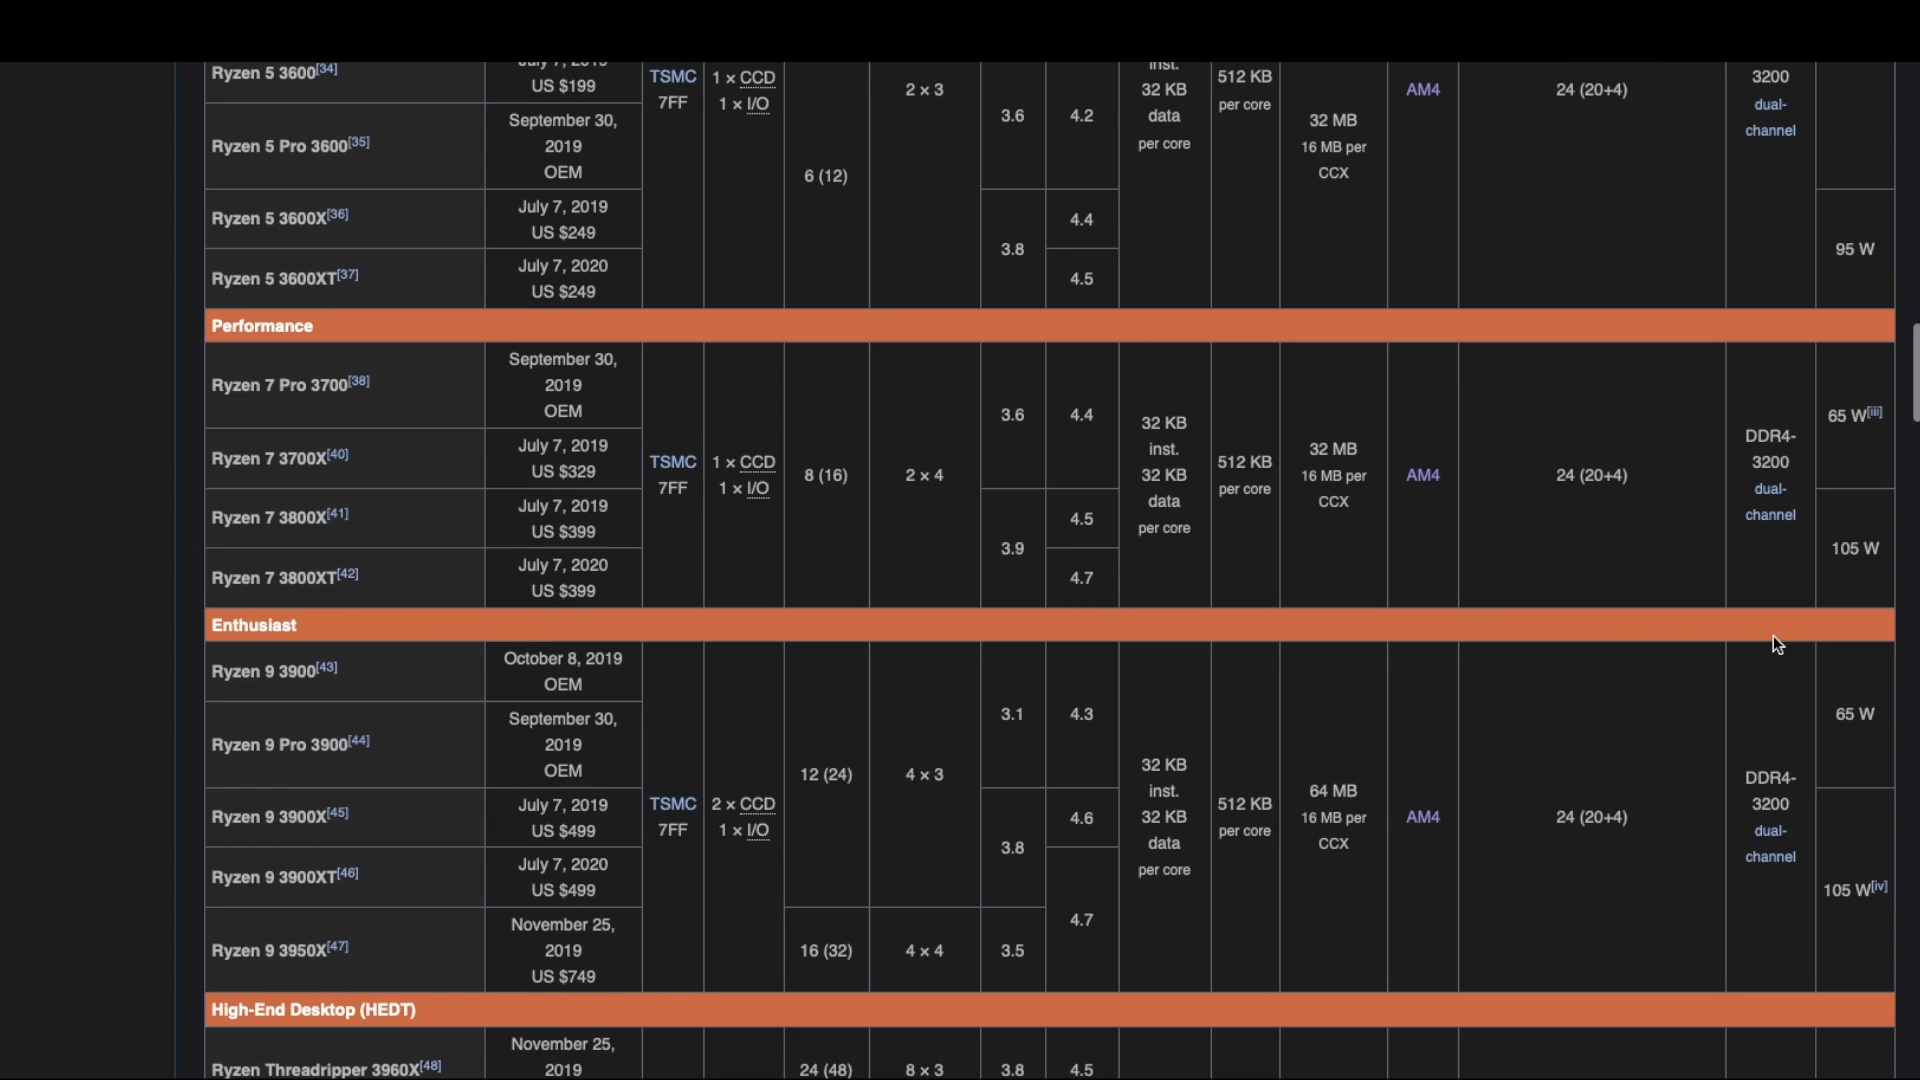 Ryzen 5 3600[34]
US $199
TSMC
7FF
1 × CCD
1 × I/O
2 × 3
3.6
4.2
inst.
32 KB
data
per core
512 KB
per core
32 MB
16 MB per
CCX
AM4
24 (20+4)
3200
dual-
channel
Ryzen 5 Pro 3600[35]
September 30,
2019
OEM
6 (12)
Ryzen 5 3600X[36]
July 7, 2019
US $249
3.8
4.4
95 W
Ryzen 5 3600XT[37]
July 7, 2020
US $249
4.5
Performance
Ryzen 7 Pro 3700[38]
September 30,
2019
OEM
TSMC
7FF
1 × CCD
1 × I/O
8 (16)
2 × 4
3.6
4.4
32 KB
inst.
32 KB
data
per core
512 KB
per core
32 MB
16 MB per
CCX
AM4
24 (20+4)
DDR4-
3200
dual-
channel
65 W[iii]
Ryzen 7 3700X[40]
July 7, 2019
US $329
Ryzen 7 3800X[41]
July 7, 2019
US $399
3.9
4.5
105 W
Ryzen 7 3800XT[42]
July 7, 2020
US $399
4.7
Enthusiast
Ryzen 9 3900[43]
October 8, 2019
OEM
TSMC
7FF
2 × CCD
1 × I/O
12 (24)
4 × 3
3.1
4.3
32 KB
inst.
32 KB
data
per core
512 KB
per core
64 MB
16 MB per
CCX
AM4
24 (20+4)
DDR4-
3200
dual-
channel
65 W
Ryzen 9 Pro 3900[44]
September 30,
2019
OEM
Ryzen 9 3900X[45]
July 7, 2019
US $499
3.8
4.6
105 W[iv]
Ryzen 9 3900XT[46]
July 7, 2020
US $499
4.7
Ryzen 9 3950X[47]
November 25,
2019
US $749
16 (32)
4 × 4
3.5
High-End Desktop (HEDT)
Ryzen Threadripper 3960X[48]
November 25,
2019
24 (48)
8 × 3
3.8
4.5